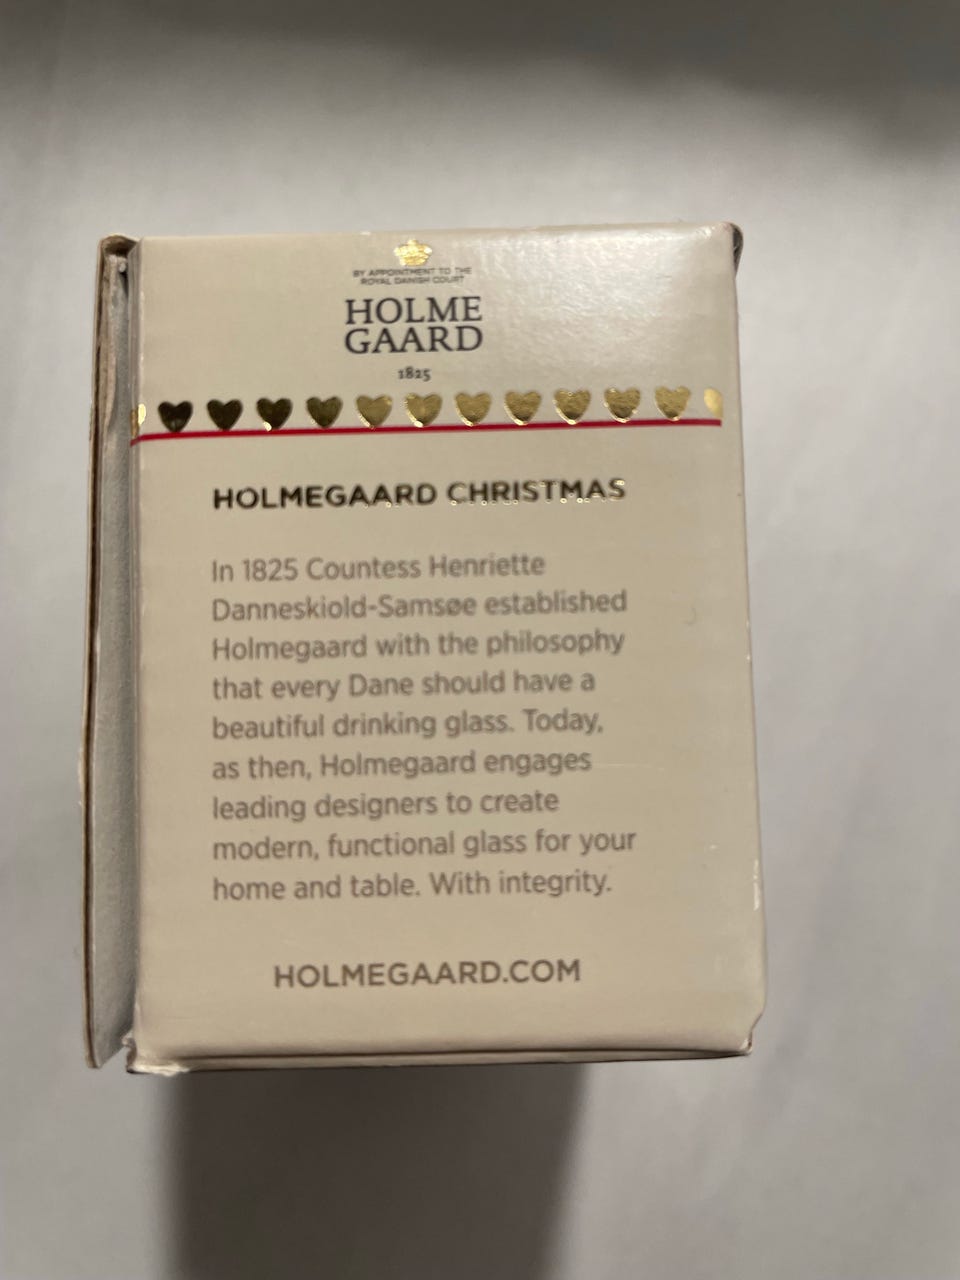 BY APPOINTMENT TO THE
ROYAL DANISH COURT
HOLME
GAARD
1825
HOLMEGAARD CHRISTMAS
In 1825 Countess Henriette
Danneskiold-Samsøe established
Holmegaard with the philosophy
that every Dane should have a
beautiful drinking glass. Today,
as then, Holmegaard engages
leading designers to create
modern, functional glass for your
home and table. With integrity.
HOLMEGAARD.COM